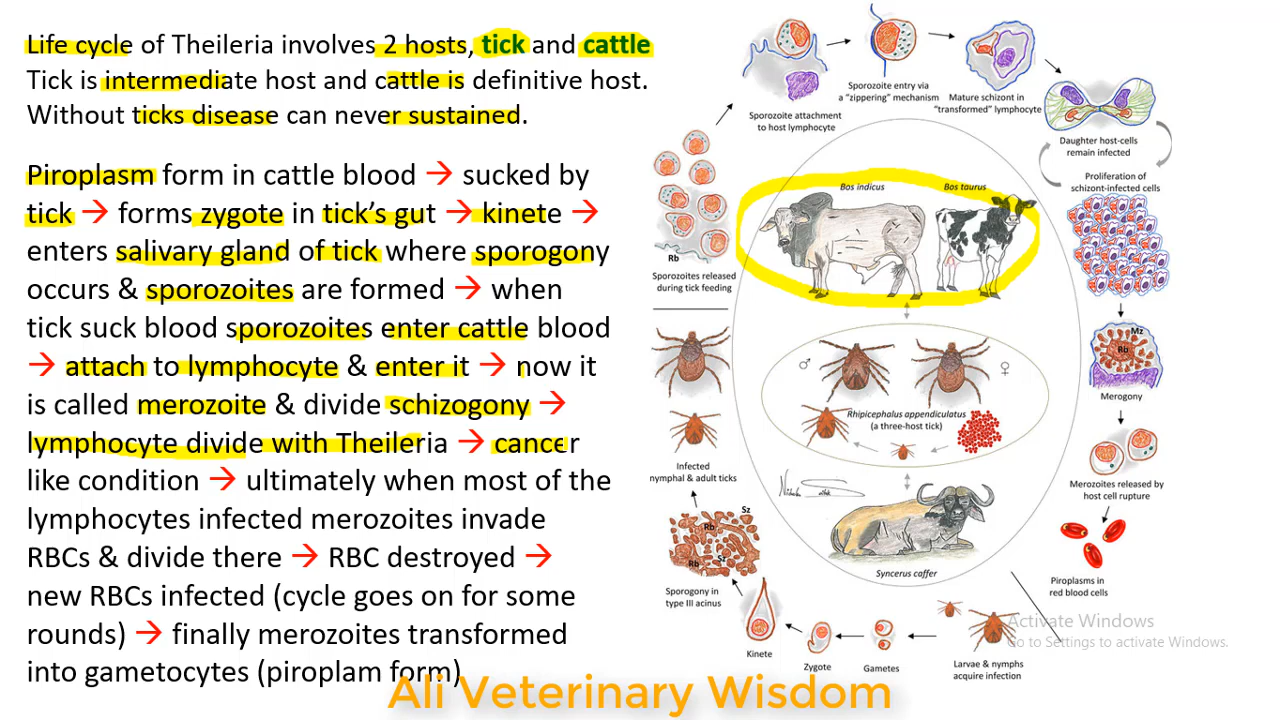 Life cycle of Theileria involves 2 hosts, tick and cattle
Tick is intermediate host and cattle is definitive host.
Without ticks disease can never sustained.
Piroplasm form in cattle blood → sucked by
tick → forms zygote in tick's gut → kinete →
enters salivary gland of tick where sporogony
occurs & sporozoites are formed → when
tick suck blood sporozoites enter cattle blood
→ attach to lymphocyte & enter it → now it
is called merozoite & divide schizogony →
lymphocyte divide with Theileria → cancer
like condition → ultimately when most of the
lymphocytes infected merozoites invade
RBCs & divide there → RBC destroyed →
new RBCs infected (cycle goes on for some
rounds) → finally merozoites transformed
into gametocytes (piroplam form)
Sporozoite attachment
to host lymphocyte
Sporozoite entry via
a "zippering" mechanism
Mature schizont in
"transformed" lymphocyte
Daughter host-cells
remain infected
Proliferation of
schizont-infected cells
Mz
Rb
Merogony
Merozoites released by
host cell rupture
Piroplasms in
red blood cells
Larvae & nymphs
acquire infection
Gametes
Zygote
Kinete
Sporogony in
type III acinus
Sz
Rb
Sz
Rb
Infected
nymphal & adult ticks
Rb
Sporozoites released
during tick feeding
Bos indicus
Bos taurus
♂
♀
Rhipicephalus appendiculatus
(a three-host tick)
Syncerus caffer
Activate Windows
Go to Settings to activate Windows.
Ali Veterinary Wisdom